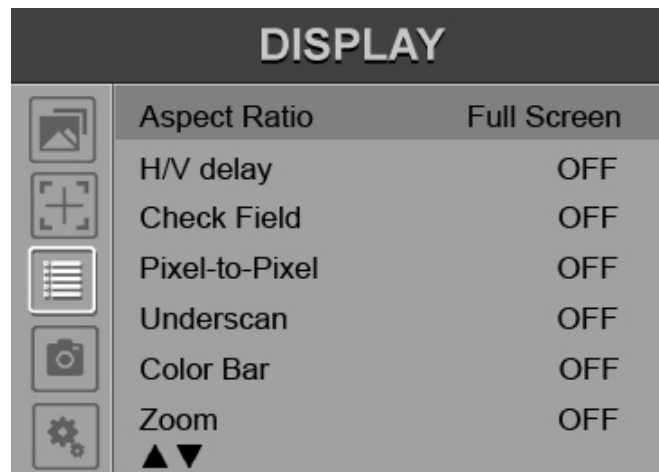 DISPLAY
Aspect Ratio Full Screen
H/V delay OFF
Check Field OFF
Pixel-to-Pixel OFF
Underscan OFF
Color Bar OFF
Zoom OFF
▲▼